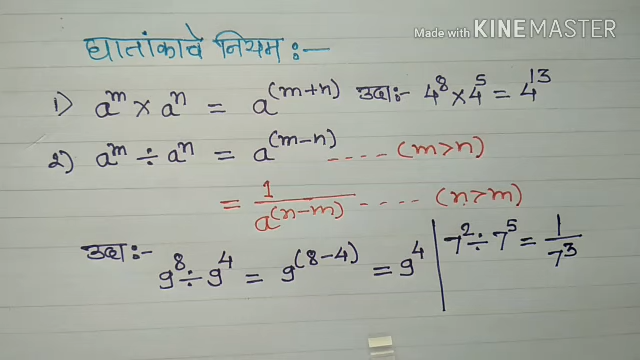 Made with KINEMASTER
घातांकाचे नियम :-
1) a^m × a^n = a^(m+n) उदा:- 4^8 × 4^5 = 4^13
2) a^m ÷ a^n = a^(m-n) ---- (m>n)
= 1/a^(n-m) ---- (n>m)
उदा:- 9^8 ÷ 9^4 = 9^(8-4) = 9^4 | 7^2 ÷ 7^5 = 1/7^3